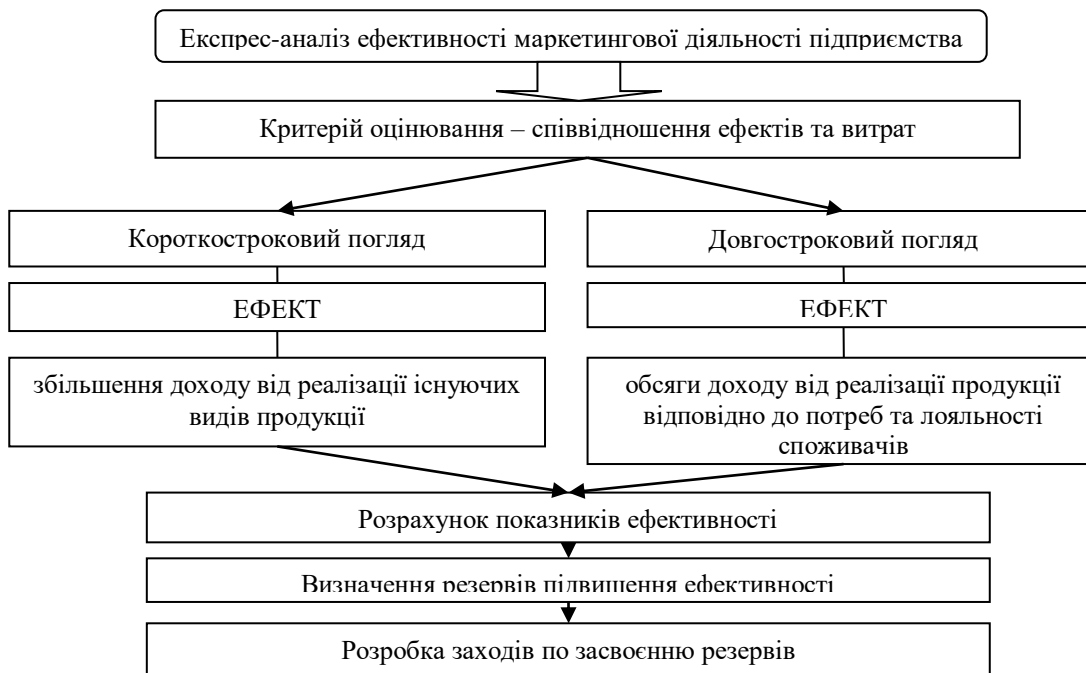 Експрес-аналіз ефективності маркетингової діяльності підприємства
Критерій оцінювання – співвідношення ефектів та витрат
Короткостроковий погляд
Довгостроковий погляд
ЕФЕКТ
ЕФЕКТ
збільшення доходу від реалізації існуючих
видів продукції
обсяги доходу від реалізації продукції
відповідно до потреб та лояльності
споживачів
Розрахунок показників ефективності
Визначення резервів підвищення ефективності
Розробка заходів по засвоєнню резервів